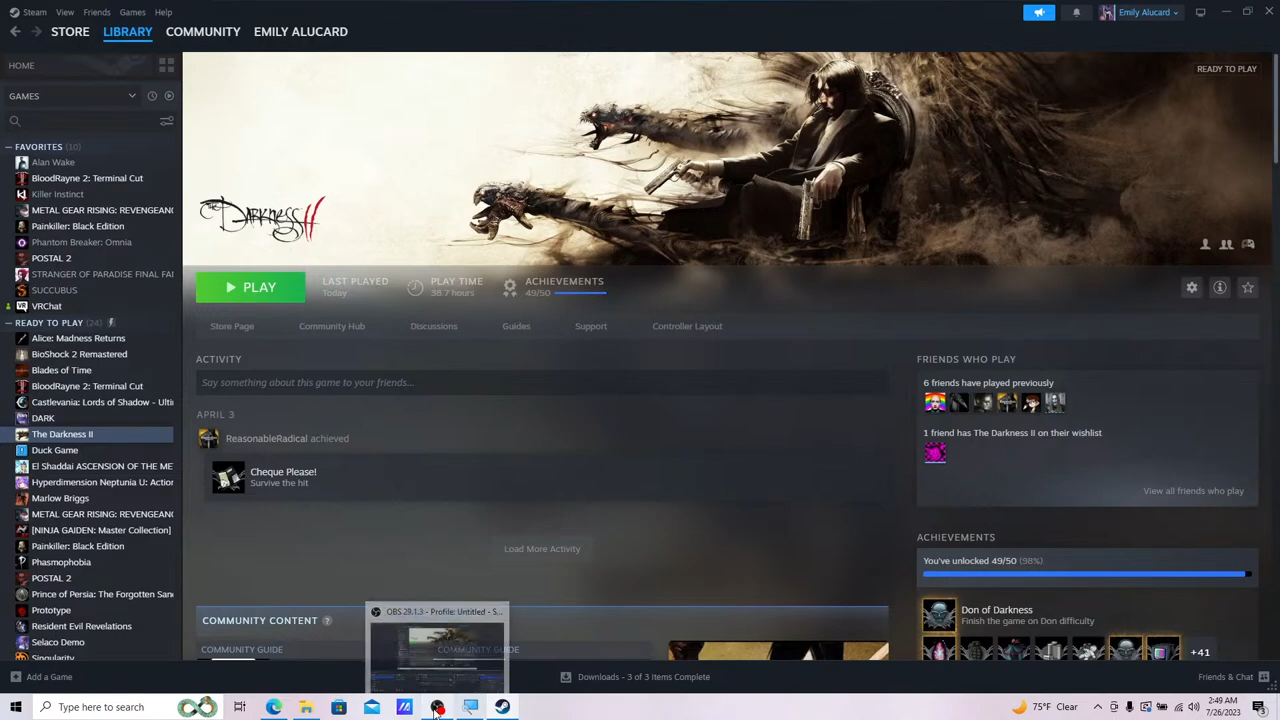 Steam View Friends Games Help
Emily Alucard
STORE LIBRARY COMMUNITY EMILY ALUCARD
HOME
READY TO PLAY
GAMES
FAVORITES (10)
Alan Wake
BloodRayne 2: Terminal Cut
Killer Instinct
METAL GEAR RISING: REVENGEANC
Painkiller: Black Edition
Phantom Breaker: Omnia
POSTAL 2
STRANGER OF PARADISE FINAL FAN
SUCCUBUS
VRChat
READY TO PLAY (24)
Alice: Madness Returns
BioShock 2 Remastered
Blades of Time
BloodRayne 2: Terminal Cut
Castlevania: Lords of Shadow - Ulti
DARK
The Darkness II
Duck Game
El Shaddai ASCENSION OF THE ME
Hyperdimension Neptunia U: Action
Marlow Briggs
METAL GEAR RISING: REVENGEANC
[NINJA GAIDEN: Master Collection]
Painkiller: Black Edition
Phasmophobia
POSTAL 2
Prince of Persia: The Forgotten Sand
Prototype
Resident Evil Revelations
Selaco Demo
Singularity
THE DARKNESS II
PLAY
LAST PLAYED
Today
PLAY TIME
38.7 hours
ACHIEVEMENTS
49/50
Store Page Community Hub Discussions Guides Support Controller Layout
ACTIVITY
Say something about this game to your friends...
APRIL 3
ReasonableRadical achieved
Cheque Please!
Survive the hit
Load More Activity
COMMUNITY CONTENT ?
COMMUNITY GUIDE
COMMUNITY GUIDE
FRIENDS WHO PLAY
6 friends have played previously
1 friend has The Darkness II on their wishlist
View all friends who play
ACHIEVEMENTS
You've unlocked 49/50 (98%)
Don of Darkness
Finish the game on Don difficulty
+41
OBS 29.1.3 - Profile: Untitled - S...
Add a Game
Downloads - 3 of 3 Items Complete
Friends & Chat
Type here to search
75°F Clear
2:49 AM
7/26/2023
3